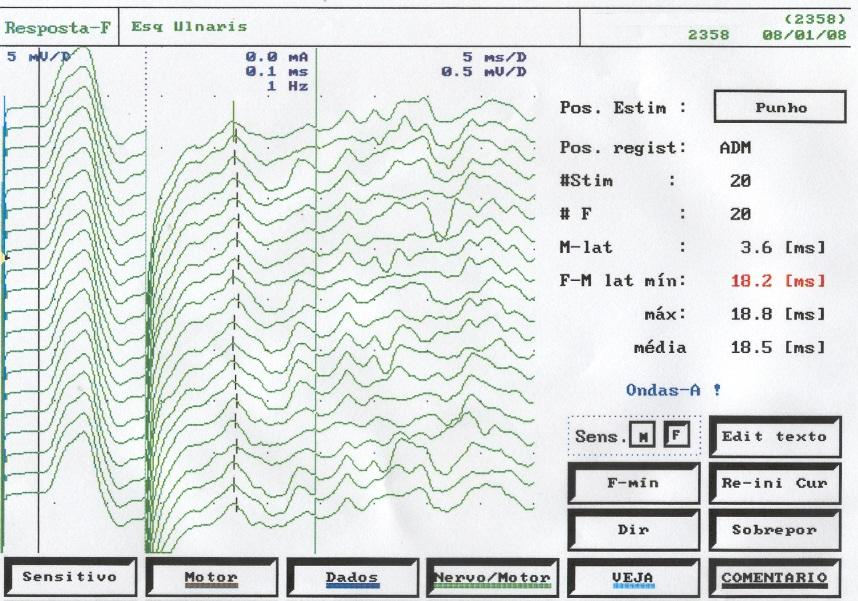 Resposta-F Esq Ulnaris (2358)
2358 08/01/08
5 mV/D 0.0 mA 5 ms/D
0.1 ms 0.5 mV/D
1 Hz
Pos. Estim : Punho
Pos. regist: ADM
#Stim : 20
# F : 20
M-lat : 3.6 [ms]
F-M lat mín: 18.2 [ms]
máx: 18.8 [ms]
média 18.5 [ms]
Ondas-A !
Sens. M F Edit texto
F-mín Re-ini Cur
Dir Sobrepor
Sensitivo Motor Dados Nervo/Motor VEJA COMENTARIO